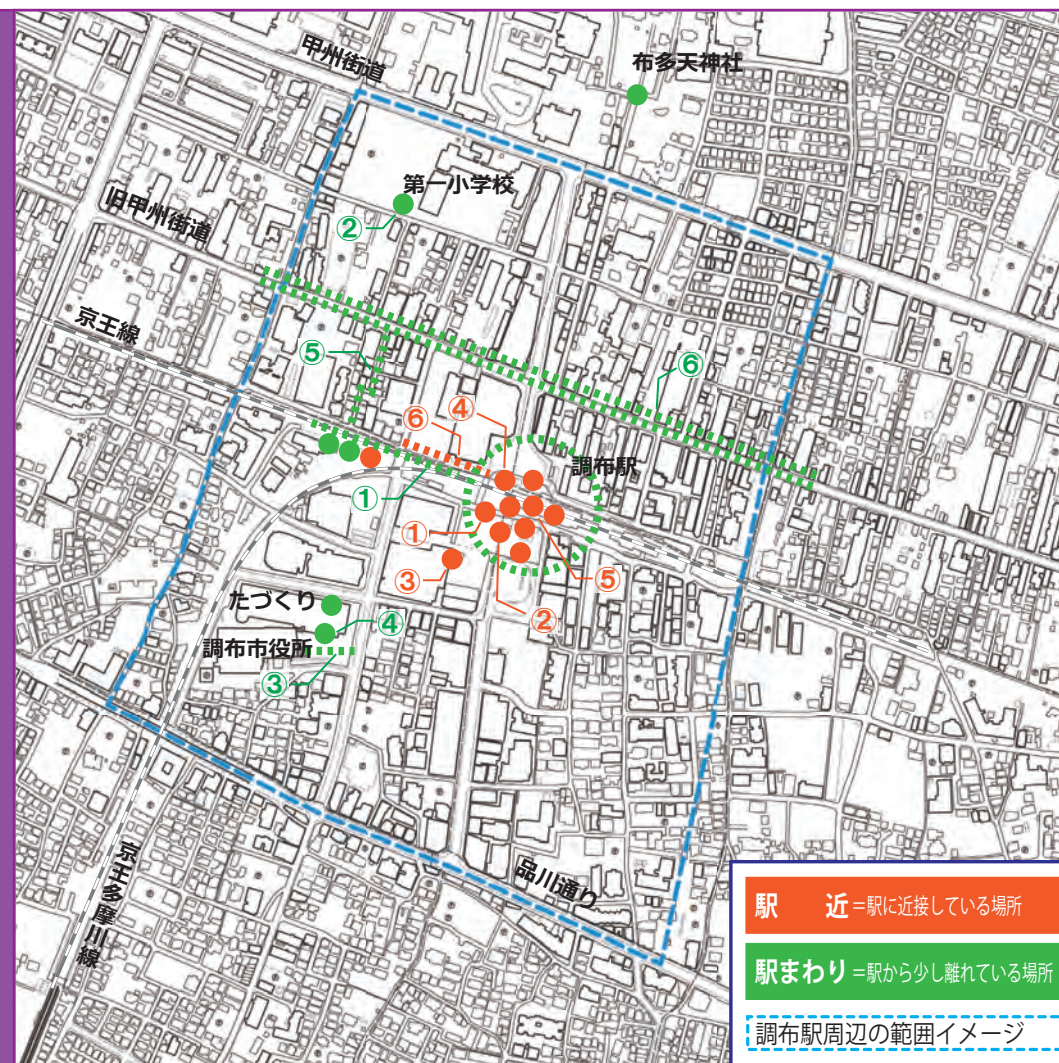 甲州街道
布多天神社
第一小学校
②
旧甲州街道
京王線
⑤
⑥
④
⑥
調布駅
①
①
③
⑤
②
たづくり
④
調布市役所
③
品川通り
京王多摩川線
駅 近=駅に近接している場所
駅まわり=駅から少し離れている場所
調布駅周辺の範囲イメージ